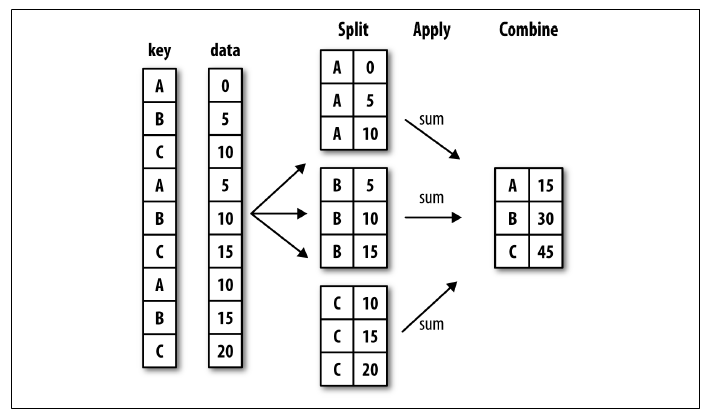 Split Apply Combine
key data
A 0
B 5
C 10
A 5
B 10
C 15
A 10
B 15
C 20
A 0
A 5
A 10
B 5
B 10
B 15
C 10
C 15
C 20
sum
sum
sum
A 15
B 30
C 45